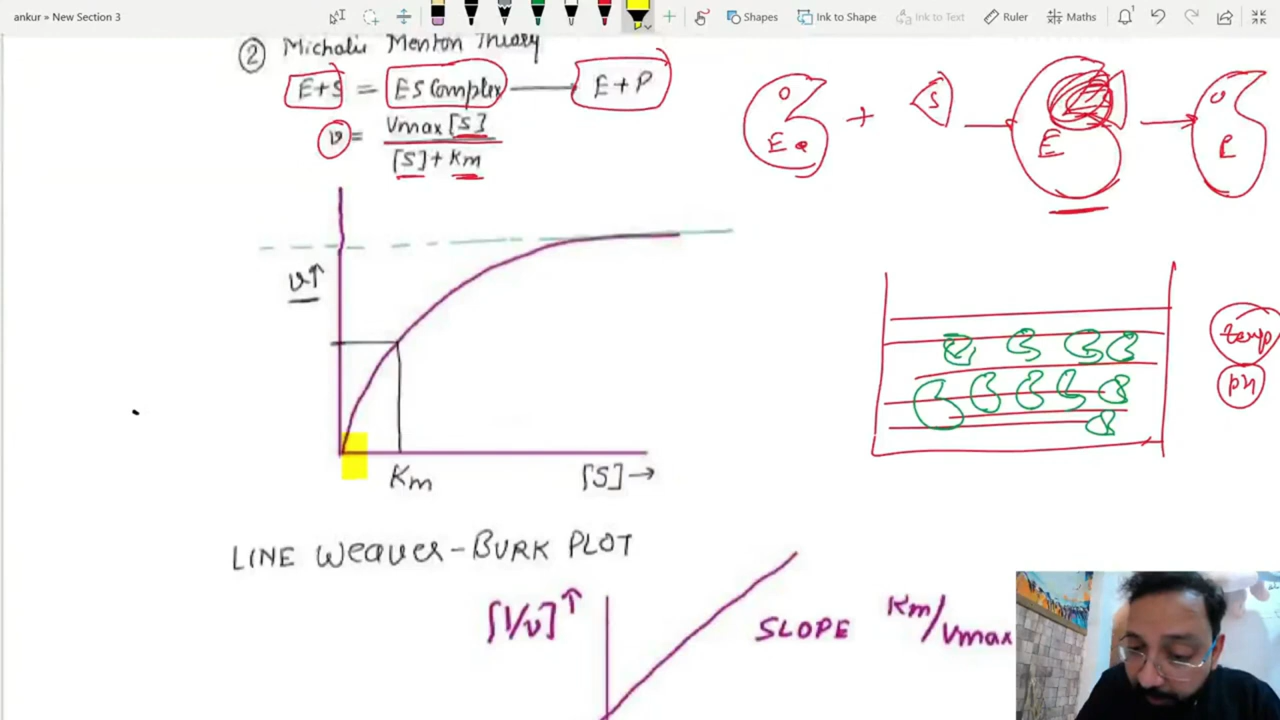 ankur » New Section 3
Shapes Ink to Shape Ink to Text Ruler Maths
② Michalis Menton Theory
E+S = ES Complex → E+P
v = Vmax [S]
[S] + Km
v↑
Km [S] →
O
E
+ S →
E
→
O
temp
pH
LINE Weaver-BURK PLOT
[1/v]↑
SLOPE Km/Vmax